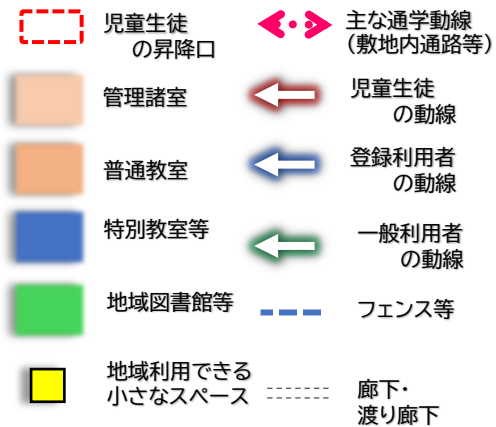 児童生徒
の昇降口
管理諸室
普通教室
特別教室等
地域図書館等
地域利用できる
小さなスペース
主な通学動線
（敷地内通路等）
児童生徒
の動線
登録利用者
の動線
一般利用者
の動線
フェンス等
廊下・
渡り廊下